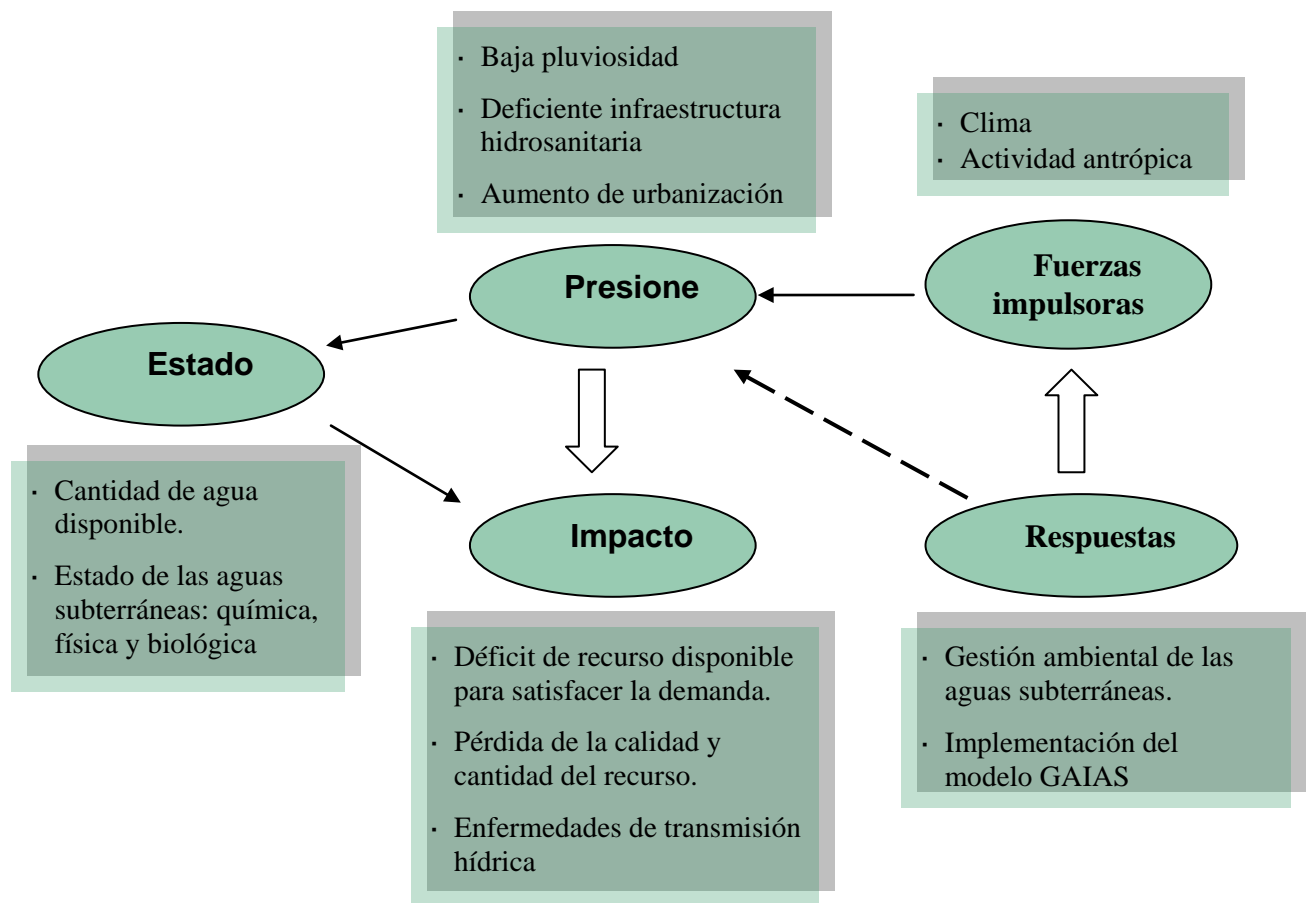 · Baja pluviosidad
· Deficiente infraestructura
hidrosanitaria
· Aumento de urbanización
· Clima
· Actividad antrópica
Presione
Fuerzas
impulsoras
Estado
· Cantidad de agua
disponible.
· Estado de las aguas
subterráneas: química,
física y biológica
Impacto
Respuestas
· Déficit de recurso disponible
para satisfacer la demanda.
· Pérdida de la calidad y
cantidad del recurso.
· Enfermedades de transmisión
hídrica
· Gestión ambiental de las
aguas subterráneas.
· Implementación del
modelo GAIAS